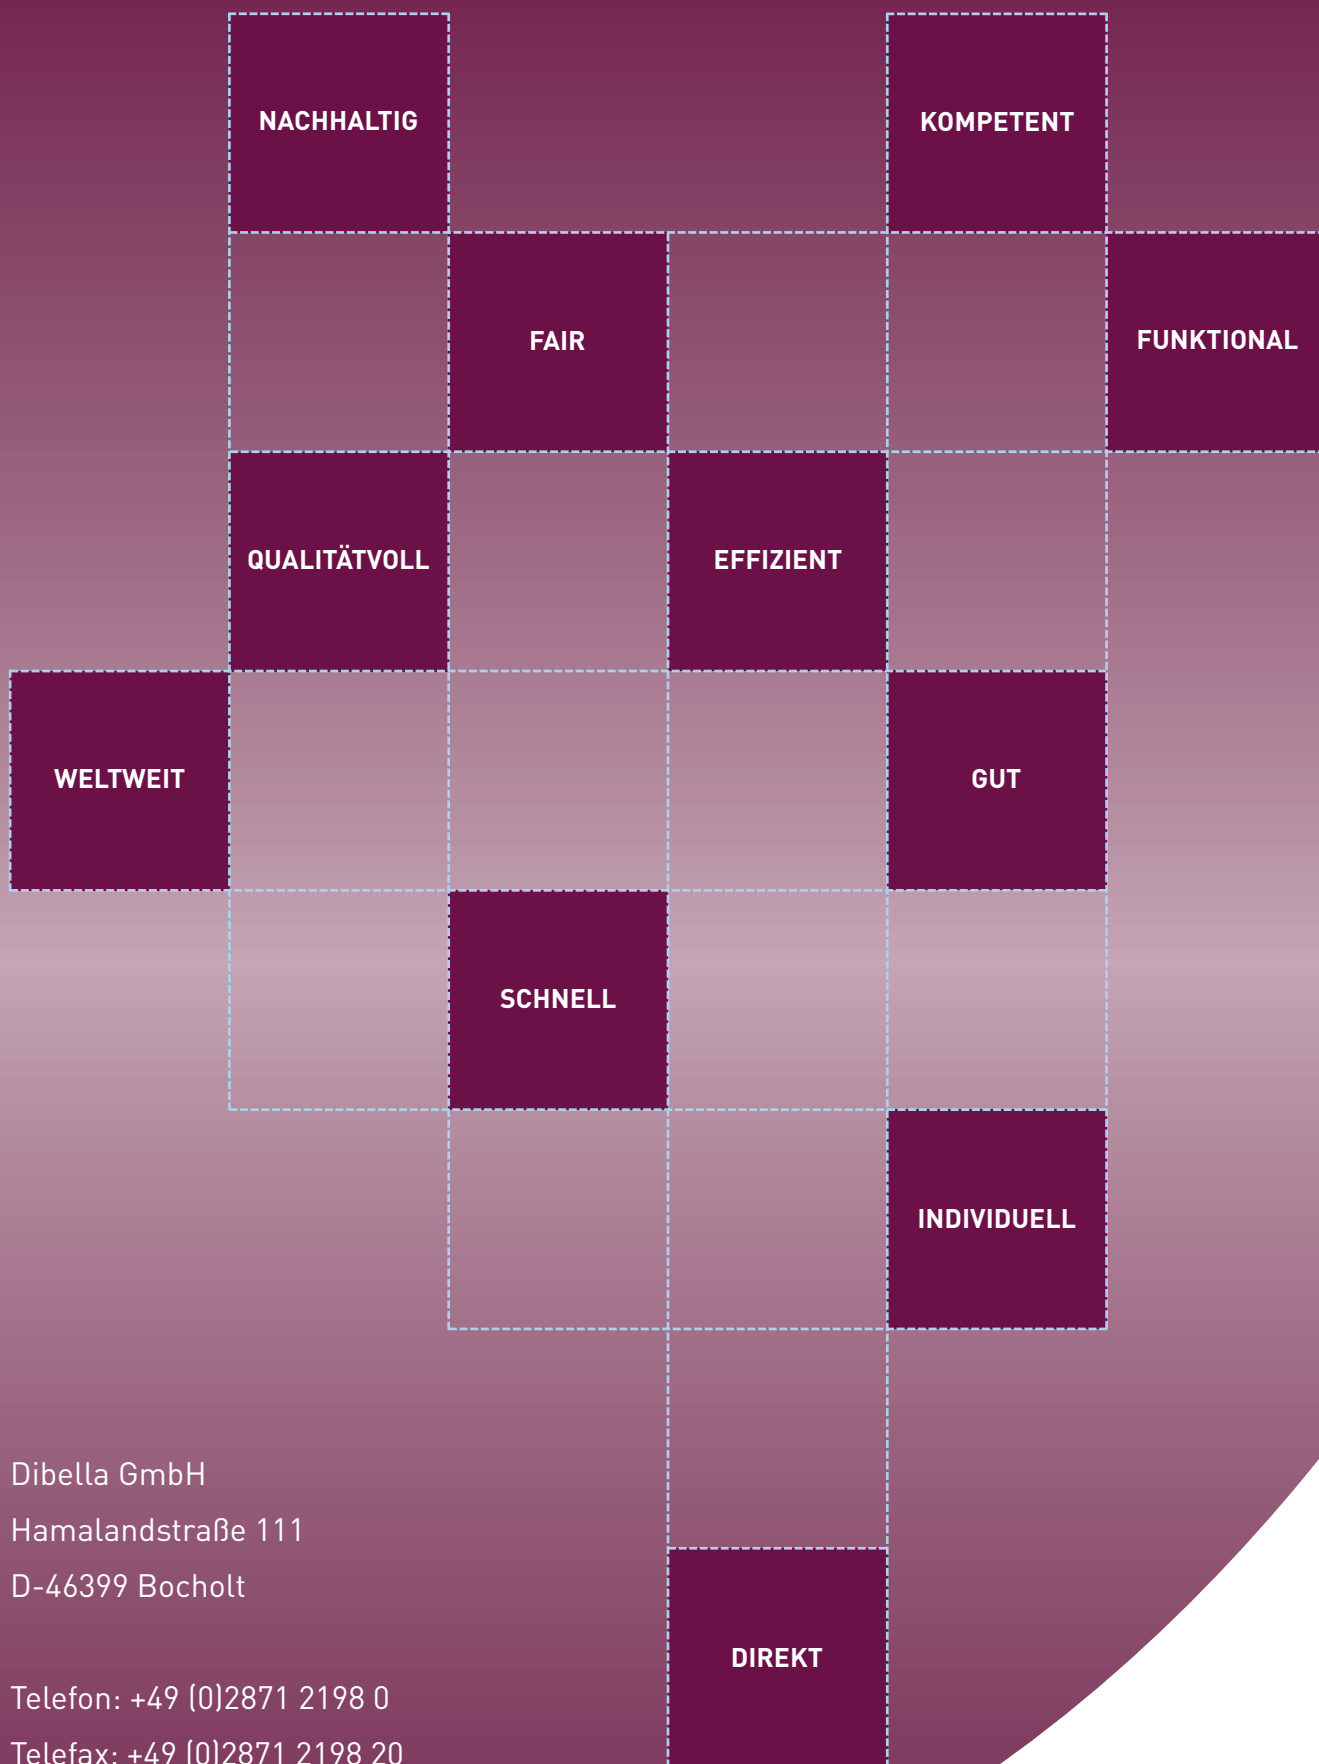 NACHHALTIG
KOMPETENT
FAIR
FUNKTIONAL
QUALITÄTVOLL
EFFIZIENT
WELTWEIT
GUT
SCHNELL
INDIVIDUELL
Dibella GmbH
Hamalandstraße 111
D-46399 Bocholt
DIREKT
Telefon: +49 (0)2871 2198 0
Telefax: +49 (0)2871 2198 20